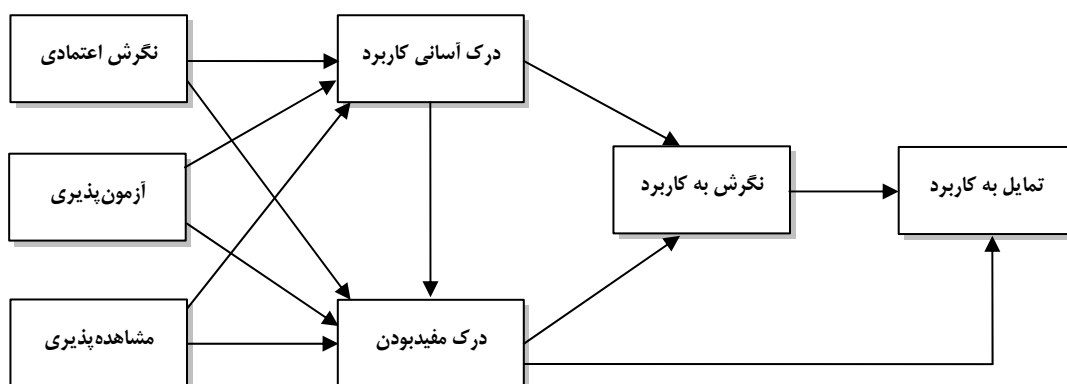 نگرش اعتمادی
درک آسانی کاربرد
آزمون‌پذیری
نگرش به کاربرد
تمایل به کاربرد
مشاهده‌پذیری
درک مفیدبودن